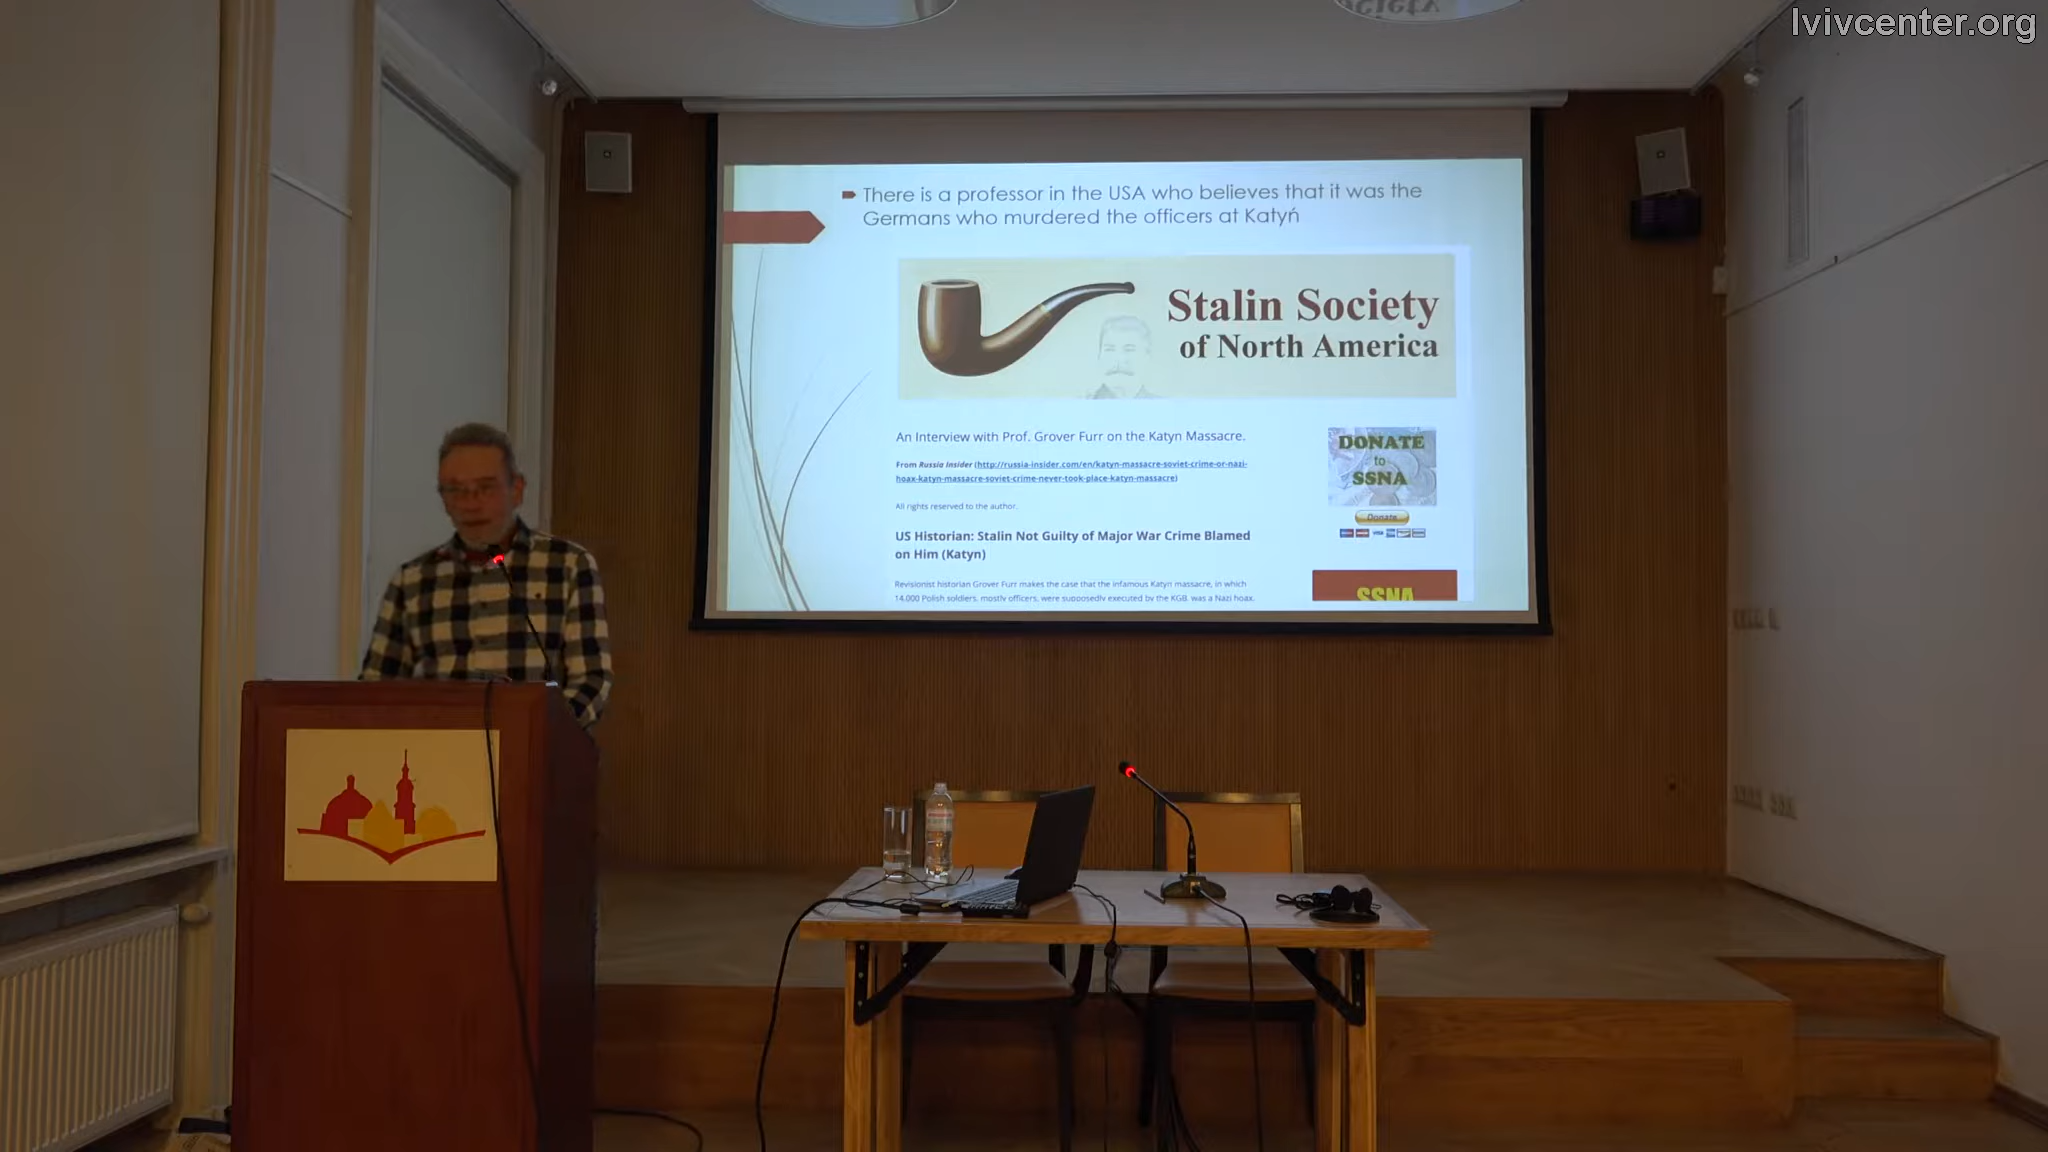 lvivcenter.org
There is a professor in the USA who believes that it was the
Germans who murdered the officers at Katyń
Stalin Society
of North America
An Interview with Prof. Grover Furr on the Katyn Massacre.
From Russia Insider (http://russia-insider.com/en/katyn-massacre-soviet-crime-or-nazi-
hoax-katyn-massacre-soviet-crime-never-took-place-katyn-massacre)
All rights reserved to the author.
US Historian: Stalin Not Guilty of Major War Crime Blamed
on Him (Katyn)
Revisionist historian Grover Furr makes the case that the infamous Katyn massacre, in which
14,000 Polish soldiers, mostly officers, were supposedly executed by the KGB, was a Nazi hoax.
DONATE
to
SSNA
Donate
SSNA